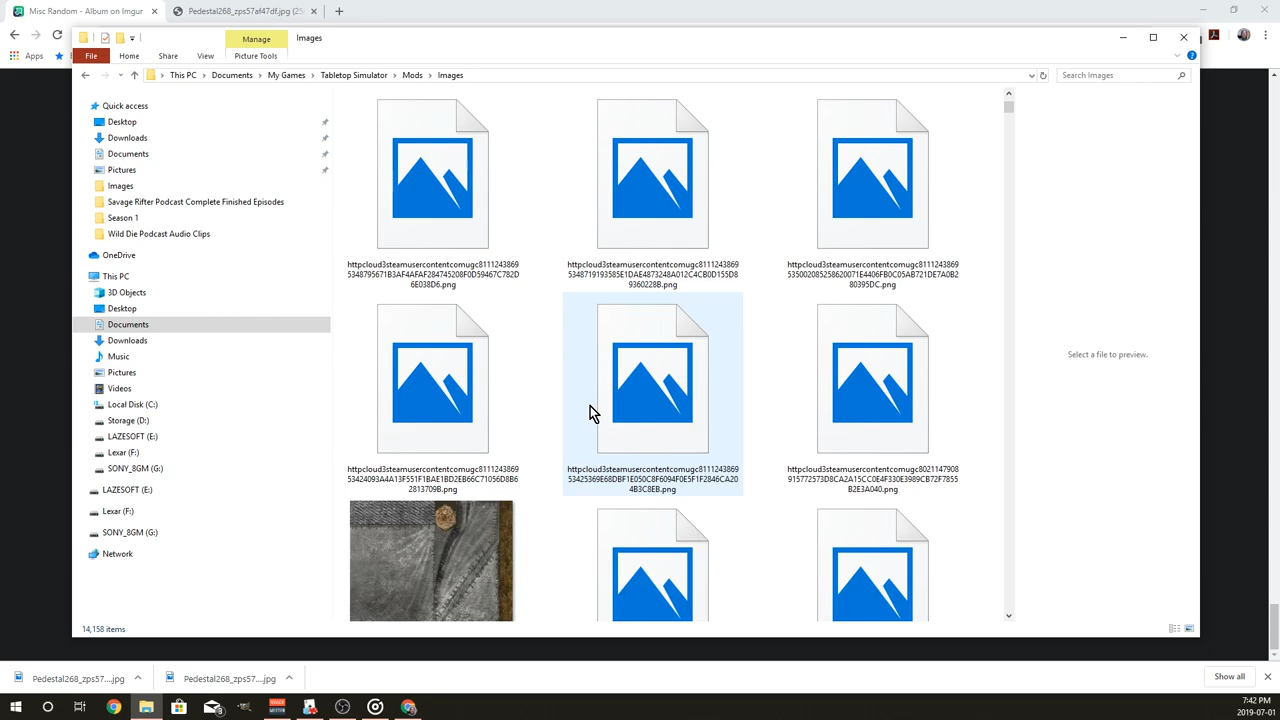 Misc Random - Album on Imgur
Pedestal268_zps57af47df.jpg (25
Apps
Manage
Images
File
Home
Share
View
Picture Tools
This PC
Documents
My Games
Tabletop Simulator
Mods
Images
Search Images
Quick access
Desktop
Downloads
Documents
Pictures
Images
Savage Rifter Podcast Complete Finished Episodes
Season 1
Wild Die Podcast Audio Clips
OneDrive
This PC
3D Objects
Desktop
Documents
Downloads
Music
Pictures
Videos
Local Disk (C:)
Storage (D:)
LAZESOFT (E:)
Lexar (F:)
SONY_8GM (G:)
LAZESOFT (E:)
Lexar (F:)
SONY_8GM (G:)
Network
httpcloud3steamusercontentcomugc8111243869
5348795671B3AF4AFAF284745208F0D59467C782D
6E038D6.png
httpcloud3steamusercontentcomugc8111243869
5348719193585E1DAE4873248A012C4CB0D155D8
9360228B.png
httpcloud3steamusercontentcomugc8111243869
535002085258620071E4406FB0C05AB721DE7A0B2
80395DC.png
httpcloud3steamusercontentcomugc8111243869
53424093A4A13F551F1BAE1BD2EB66C71056D8B6
2813709B.png
httpcloud3steamusercontentcomugc8111243869
53425369E68DBF1E050C8F6094F0E5F1F2846CA20
4B3C8EB.png
httpcloud3steamusercontentcomugc8021147908
915772573D8CA2A15CC0E4F330E3989CB72F7855
B2E3A040.png
Select a file to preview.
14,158 items
Pedestal268_zps57....jpg
Pedestal268_zps57....jpg
Show all
3
7:42 PM
2019-07-01